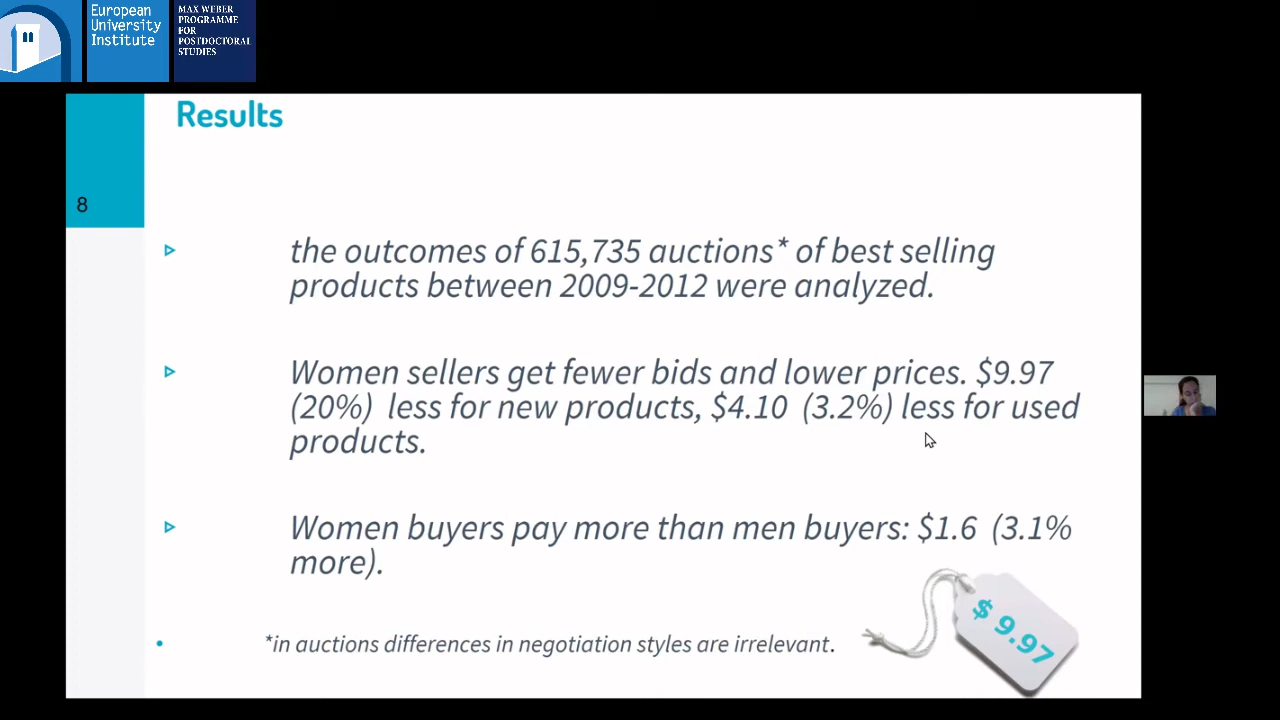 European
University
Institute
MAX WEBER
PROGRAMME
FOR
POSTDOCTORAL
STUDIES
Results
8
the outcomes of 615,735 auctions* of best selling
products between 2009-2012 were analyzed.
Women sellers get fewer bids and lower prices. $9.97
(20%) less for new products, $4.10 (3.2%) less for used
products.
Women buyers pay more than men buyers: $1.6 (3.1%
more).
*in auctions differences in negotiation styles are irrelevant.
$ 9.97